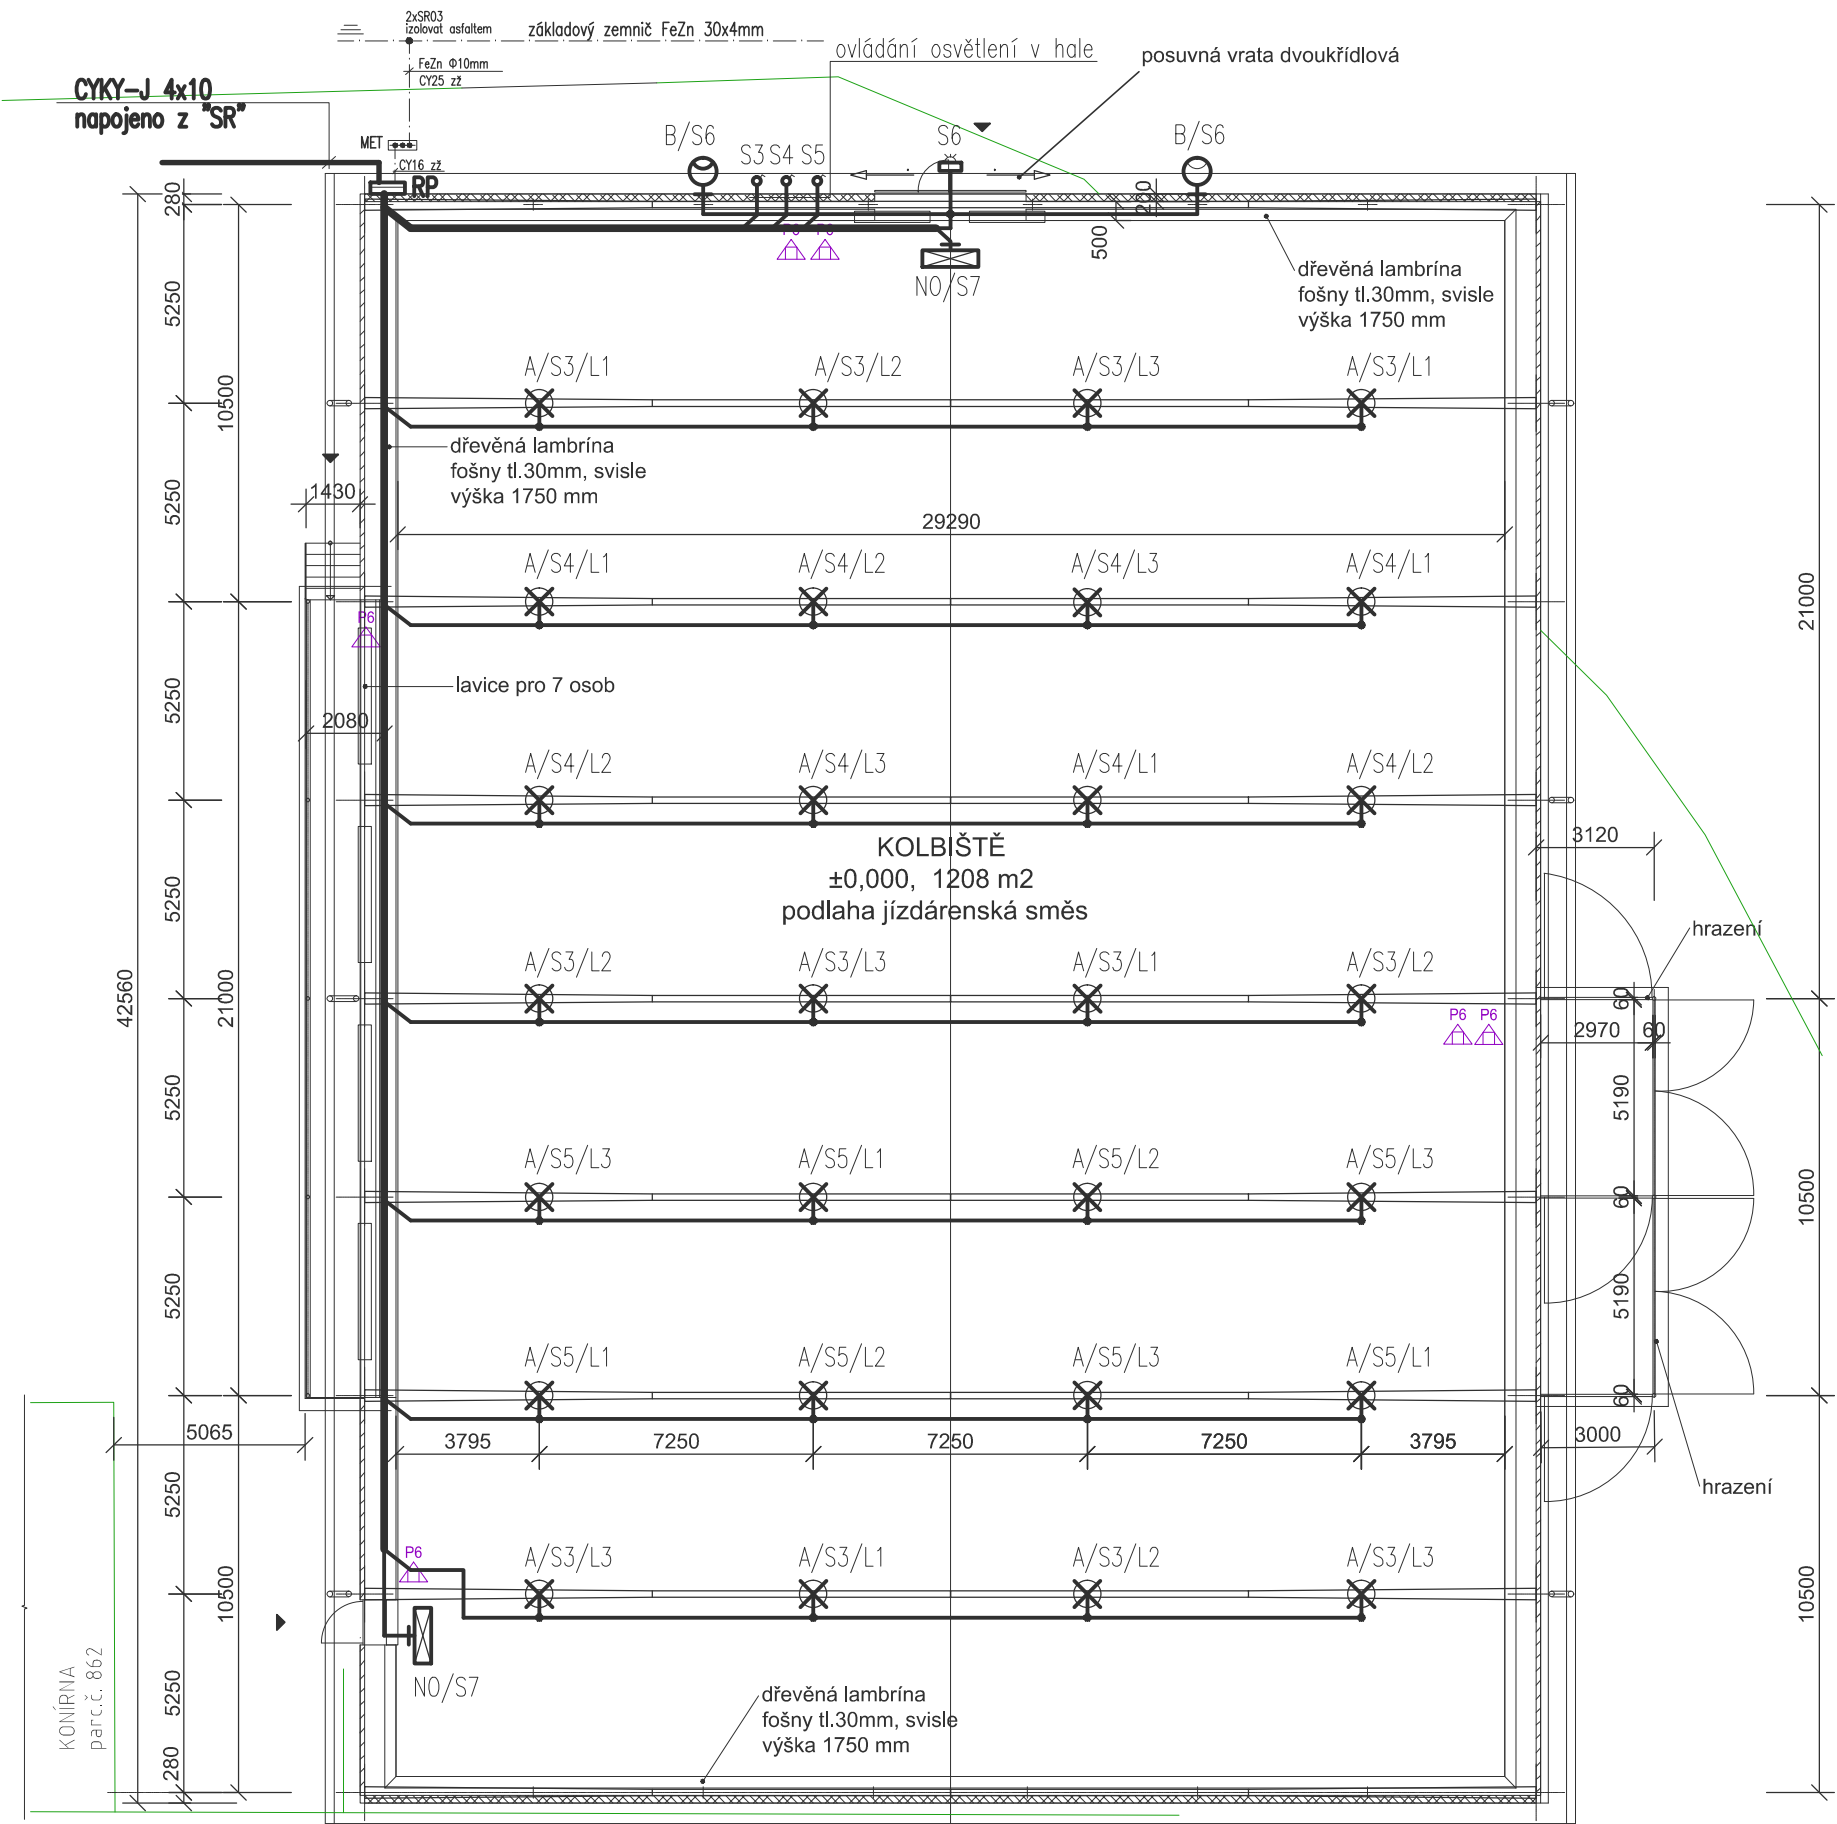 2xSR03
izolovat asfaltem
základový zemnič FeZn 30x4mm
ovládání osvětlení v hale
posuvná vrata dvoukřídlová
FeZn Φ10mm
CY25 zž
CYKY-J 4x10
napojeno z "SR"
MET
CY16 zž
RP
B/S6
S3 S4 S5
S6
B/S6
280
200
500
P6 P6
NO/S7
dřevěná lambrína
fošny tl.30mm, svisle
výška 1750 mm
5250
10500
A/S3/L1 A/S3/L2 A/S3/L3 A/S3/L1
dřevěná lambrína
fošny tl.30mm, svisle
výška 1750 mm
5250
1430
29290
A/S4/L1 A/S4/L2 A/S4/L3 A/S4/L1
21000
P6
lavice pro 7 osob
5250
2080
A/S4/L2 A/S4/L3 A/S4/L1 A/S4/L2
3120
KOLBIŠTĚ
±0,000, 1208 m2
podlaha jízdárenská směs
5250
hrazení
A/S3/L2 A/S3/L3 A/S3/L1 A/S3/L2
42560
21000
60
P6 P6
2970 60
5250
5190
A/S5/L3 A/S5/L1 A/S5/L2 A/S5/L3
60
10500
5250
5190
A/S5/L1 A/S5/L2 A/S5/L3 A/S5/L1
60
5065
3795 7250 7250 7250 3795
3000
hrazení
5250
P6
A/S3/L3 A/S3/L1 A/S3/L2 A/S3/L3
10500
10500
KONÍRNA
parc.č. 862
5250
NO/S7
dřevěná lambrína
fošny tl.30mm, svisle
výška 1750 mm
280